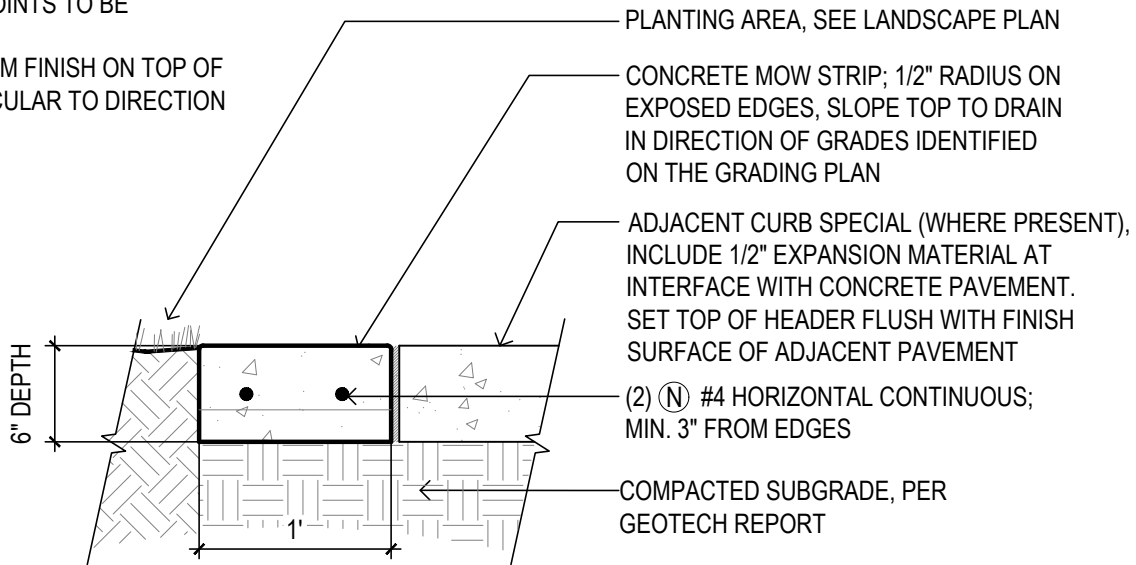 OINTS TO BE
M FINISH ON TOP OF
CULAR TO DIRECTION
PLANTING AREA, SEE LANDSCAPE PLAN
CONCRETE MOW STRIP; 1/2" RADIUS ON
EXPOSED EDGES, SLOPE TOP TO DRAIN
IN DIRECTION OF GRADES IDENTIFIED
ON THE GRADING PLAN
ADJACENT CURB SPECIAL (WHERE PRESENT),
INCLUDE 1/2" EXPANSION MATERIAL AT
INTERFACE WITH CONCRETE PAVEMENT.
SET TOP OF HEADER FLUSH WITH FINISH
SURFACE OF ADJACENT PAVEMENT
(2) N #4 HORIZONTAL CONTINUOUS;
MIN. 3" FROM EDGES
COMPACTED SUBGRADE, PER
GEOTECH REPORT
6" DEPTH
1'